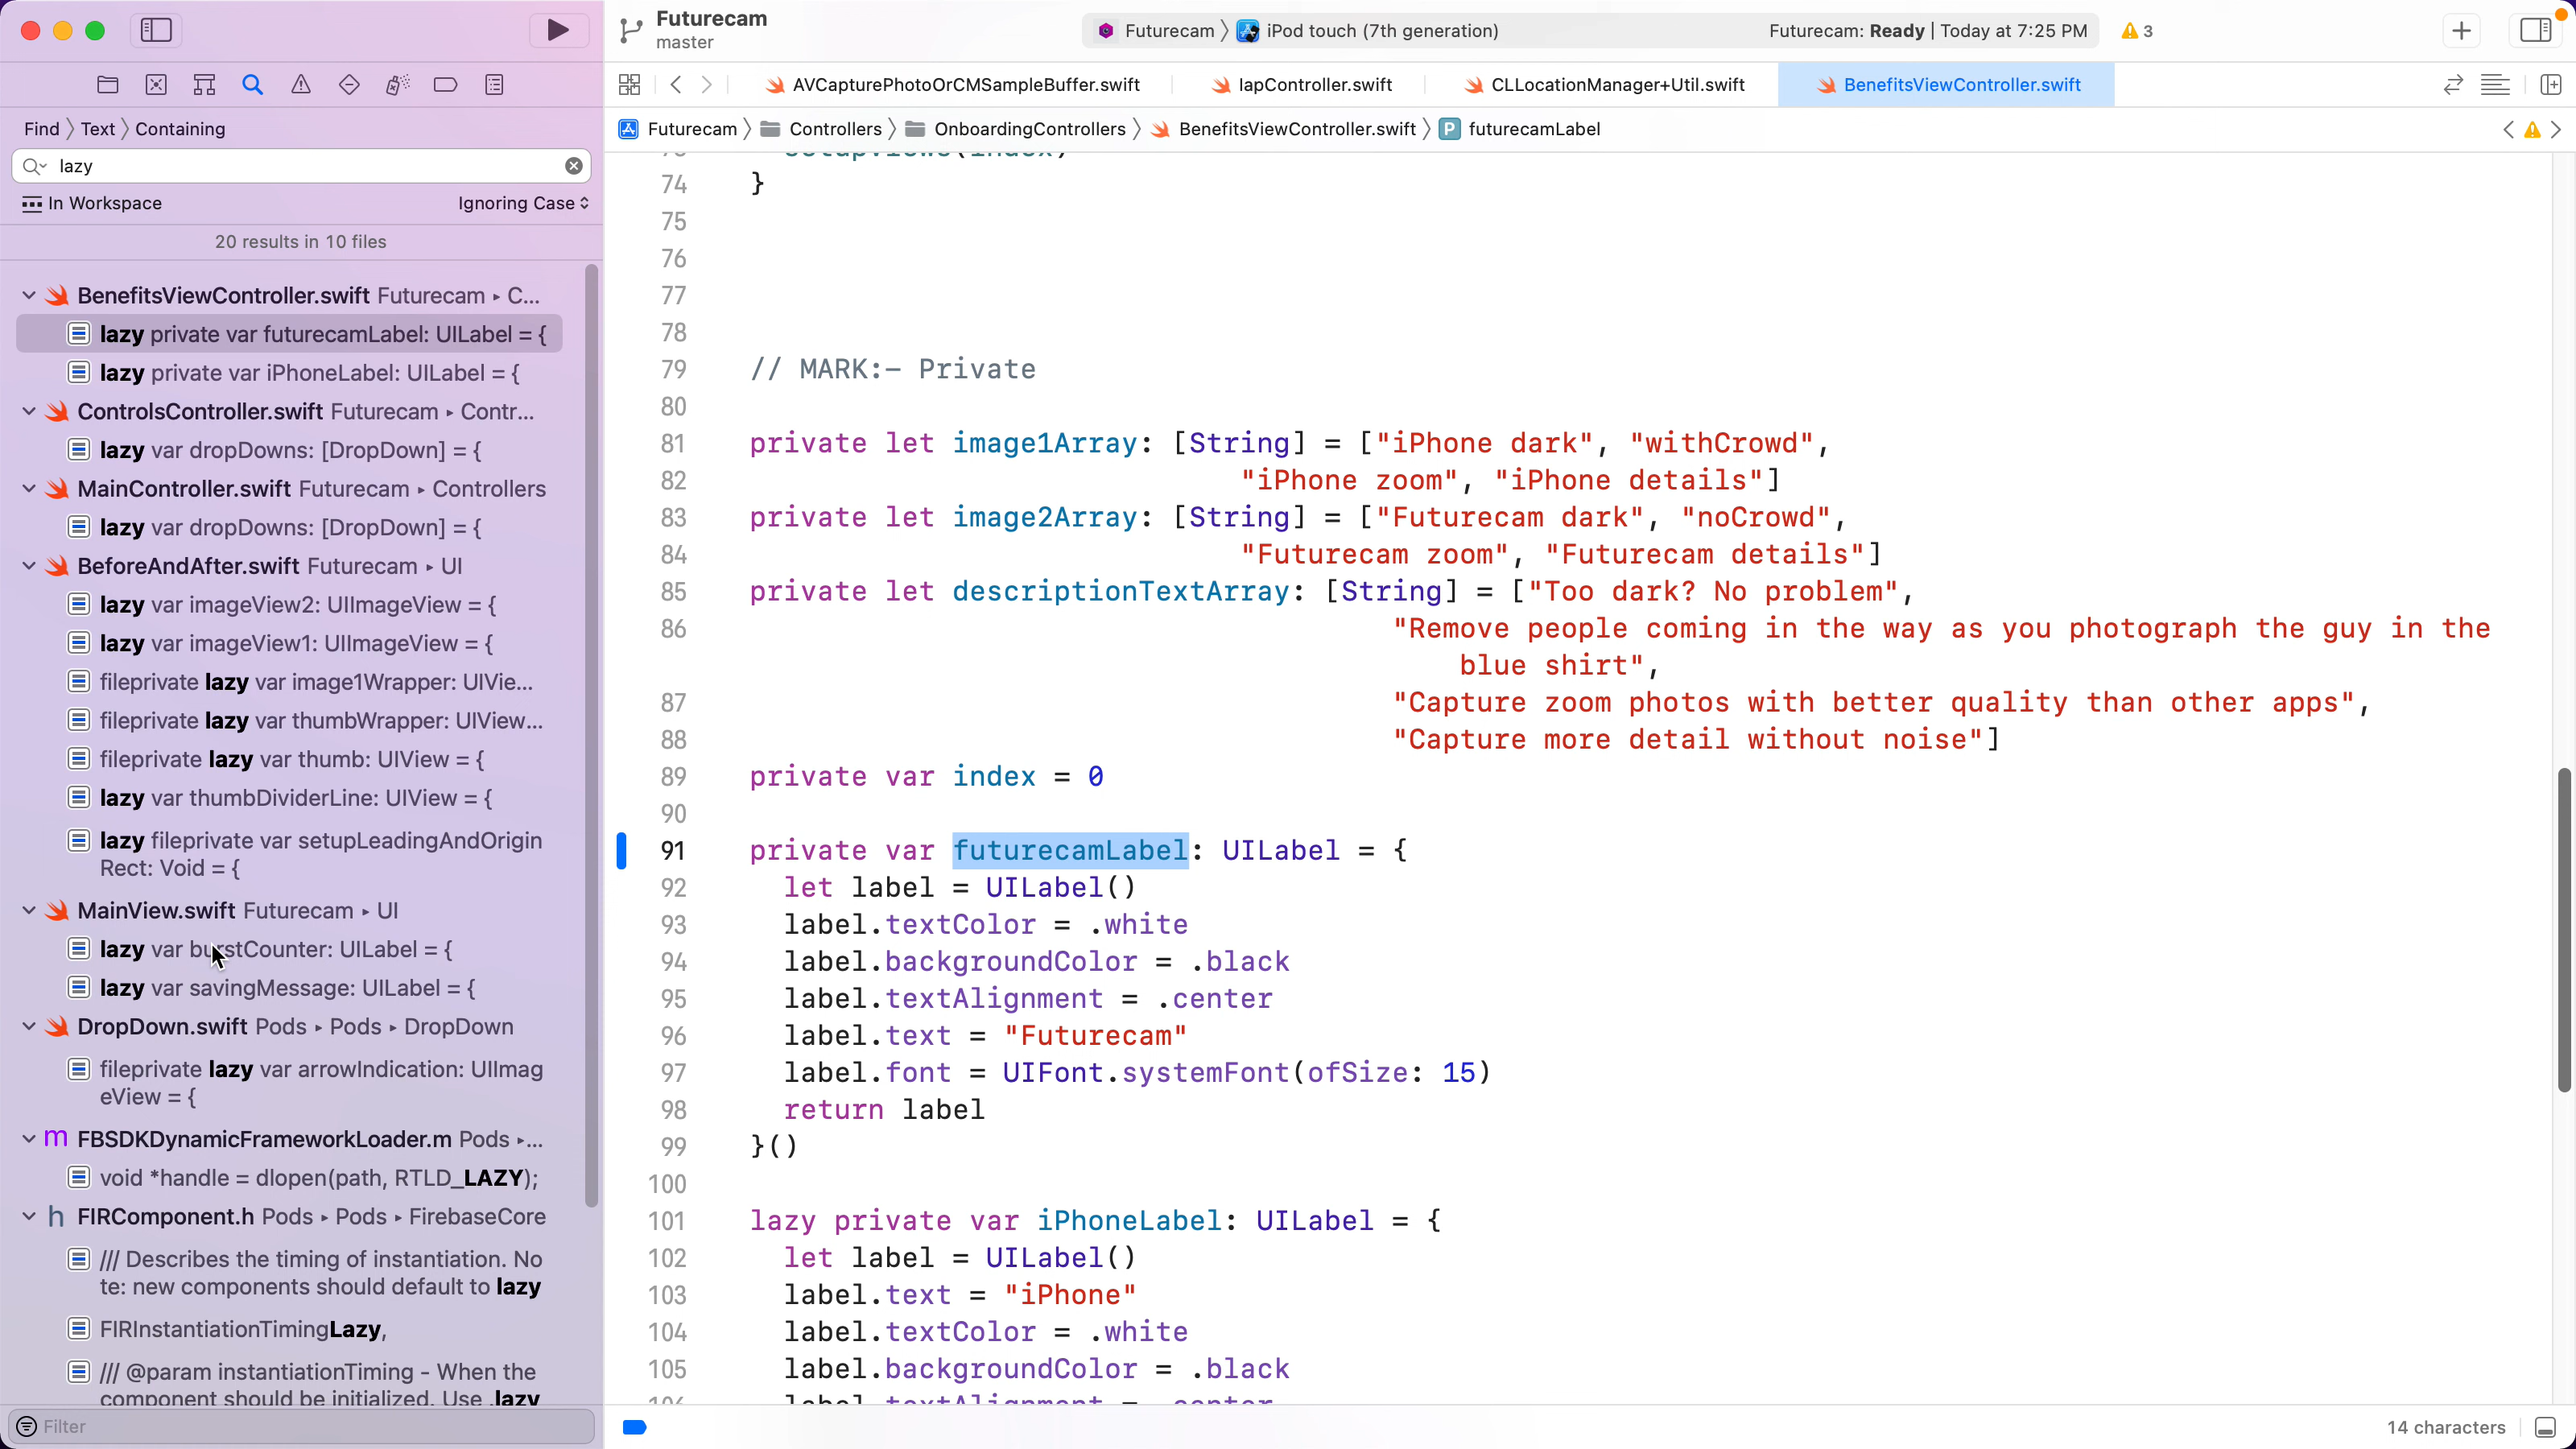 Futurecam
master
Futurecam 〉 iPod touch (7th generation)
Futurecam: Ready | Today at 7:25 PM
3
AVCapturePhotoOrCMSampleBuffer.swift
IapController.swift
CLLocationManager+Util.swift
BenefitsViewController.swift
Futurecam 〉 Controllers 〉 OnboardingControllers 〉 BenefitsViewController.swift 〉 P futurecamLabel
Find 〉 Text 〉 Containing
lazy
In Workspace
Ignoring Case
20 results in 10 files
BenefitsViewController.swift Futurecam ▸ C...
lazy private var futurecamLabel: UILabel = {
lazy private var iPhoneLabel: UILabel = {
ControlsController.swift Futurecam ▸ Contr...
lazy var dropDowns: [DropDown] = {
MainController.swift Futurecam ▸ Controllers
lazy var dropDowns: [DropDown] = {
BeforeAndAfter.swift Futurecam ▸ UI
lazy var imageView2: UIImageView = {
lazy var imageView1: UIImageView = {
fileprivate lazy var image1Wrapper: UIVie...
fileprivate lazy var thumbWrapper: UIView...
fileprivate lazy var thumb: UIView = {
lazy var thumbDividerLine: UIView = {
lazy fileprivate var setupLeadingAndOrigin
Rect: Void = {
MainView.swift Futurecam ▸ UI
lazy var burstCounter: UILabel = {
lazy var savingMessage: UILabel = {
DropDown.swift Pods ▸ Pods ▸ DropDown
fileprivate lazy var arrowIndication: UIImag
eView = {
m FBSDKDynamicFrameworkLoader.m Pods ▸...
void *handle = dlopen(path, RTLD_LAZY);
h FIRComponent.h Pods ▸ Pods ▸ FirebaseCore
/// Describes the timing of instantiation. No
te: new components should default to lazy
FIRInstantiationTimingLazy,
/// @param instantiationTiming - When the
component should be initialized. Use .lazy
Filter
73 setupViews(index)
74 }
75
76
77
78
79 // MARK:- Private
80
81 private let image1Array: [String] = ["iPhone dark", "withCrowd",
82 "iPhone zoom", "iPhone details"]
83 private let image2Array: [String] = ["Futurecam dark", "noCrowd",
84 "Futurecam zoom", "Futurecam details"]
85 private let descriptionTextArray: [String] = ["Too dark? No problem",
86 "Remove people coming in the way as you photograph the guy in the
blue shirt",
87 "Capture zoom photos with better quality than other apps",
88 "Capture more detail without noise"]
89 private var index = 0
90
91 private var futurecamLabel: UILabel = {
92 let label = UILabel()
93 label.textColor = .white
94 label.backgroundColor = .black
95 label.textAlignment = .center
96 label.text = "Futurecam"
97 label.font = UIFont.systemFont(ofSize: 15)
98 return label
99 }()
100
101 lazy private var iPhoneLabel: UILabel = {
102 let label = UILabel()
103 label.text = "iPhone"
104 label.textColor = .white
105 label.backgroundColor = .black
106 label.textAlignment = .center
14 characters